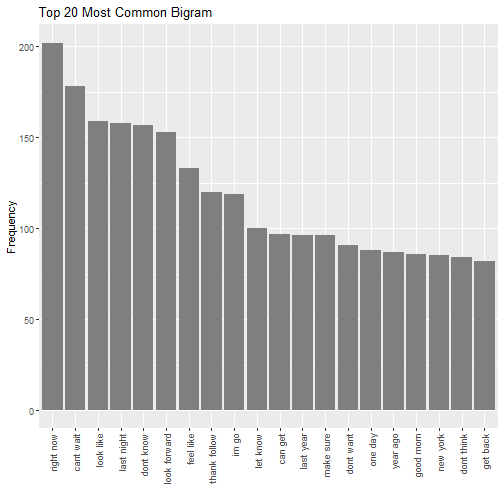 Top 20 Most Common Bigram
Frequency
200
150
100
50
0
right now
cant wait
look like
last night
dont know
look forward
feel like
thank follow
im go
let know
can get
last year
make sure
dont want
one day
year ago
good morn
new york
dont think
get back